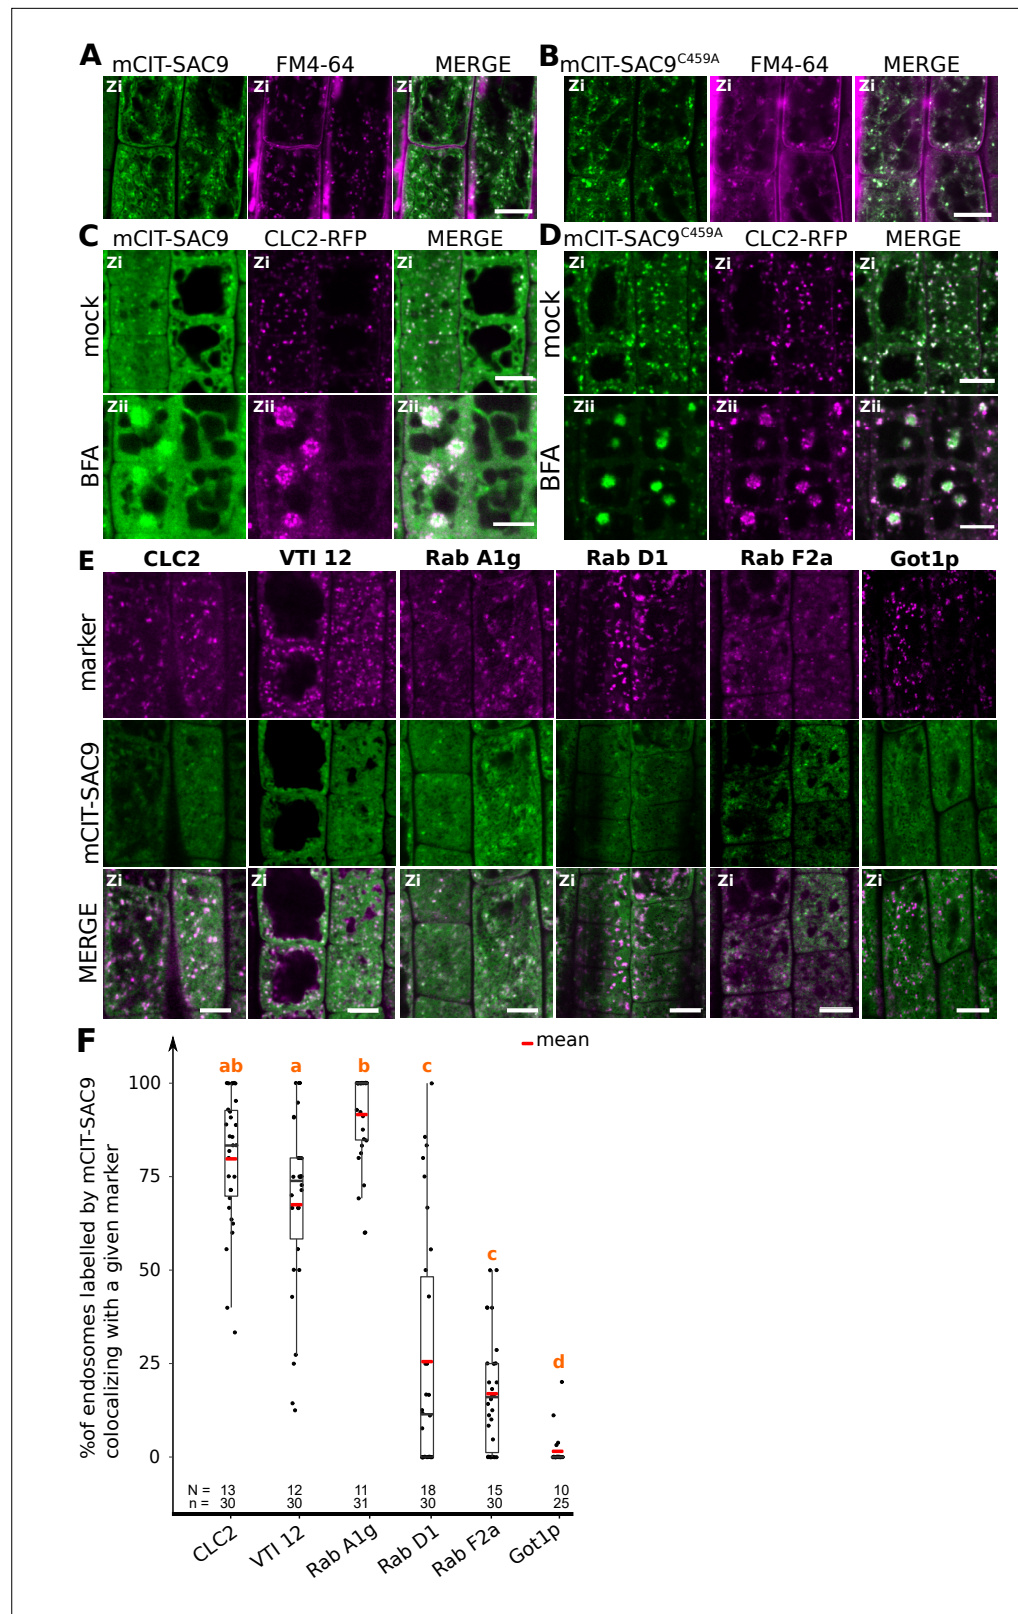 A
mCIT-SAC9 FM4-64 MERGE
Zi Zi Zi
B
mCIT-SAC9C459A FM4-64 MERGE
Zi Zi Zi
C
mCIT-SAC9 CLC2-RFP MERGE
mock
Zi Zi Zi
BFA
Zii Zii Zii
D
mCIT-SAC9C459A CLC2-RFP MERGE
mock
Zi Zi Zi
BFA
Zii Zii Zii
E
CLC2 VTI 12 Rab A1g Rab D1 Rab F2a Got1p
marker
mCIT-SAC9
MERGE
Zi Zi Zi Zi Zi Zi
F
mean
%of endosomes labelled by mCIT-SAC9
colocalizing with a given marker
ab a b c c d
100
75
50
25
0
N = 13 12 11 18 15 10
n = 30 30 31 30 30 25
CLC2 VTI 12 Rab A1g Rab D1 Rab F2a Got1p